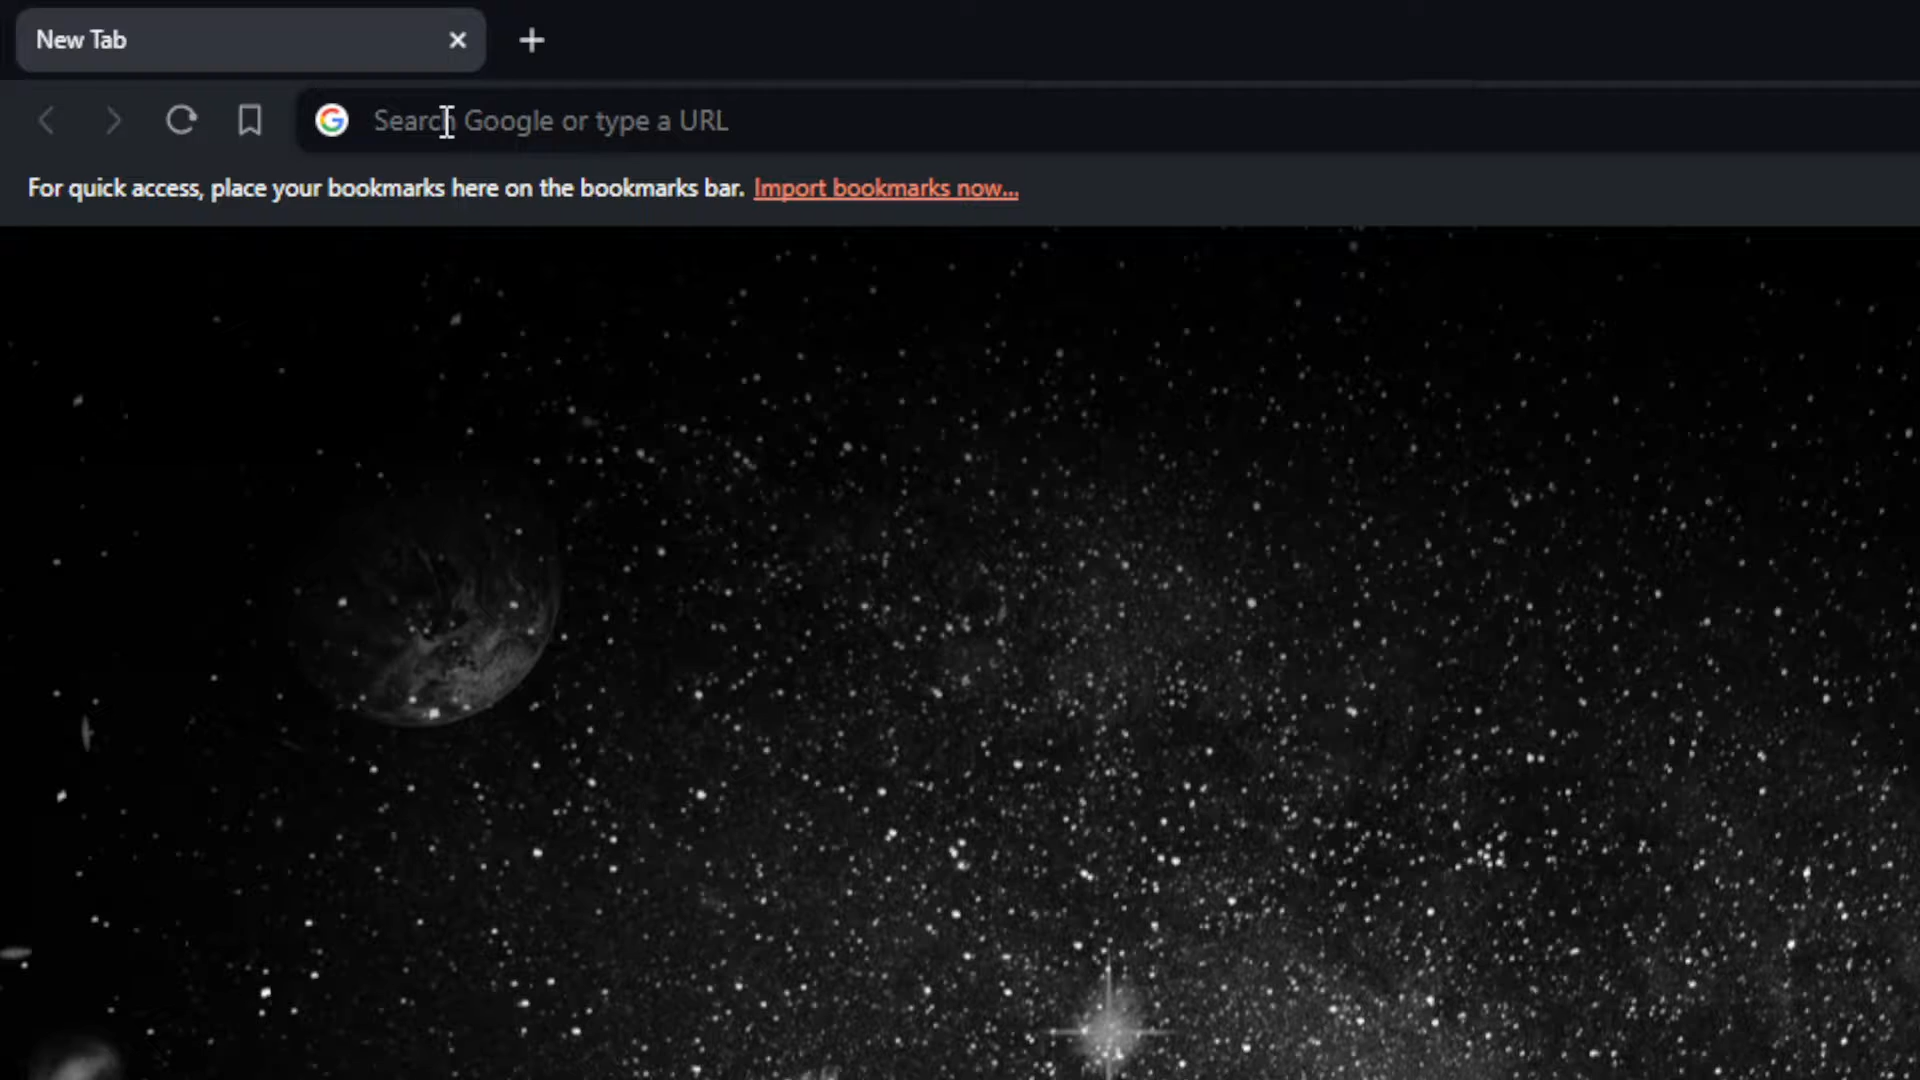 New Tab
Search Google or type a URL
For quick access, place your bookmarks here on the bookmarks bar. Import bookmarks now...